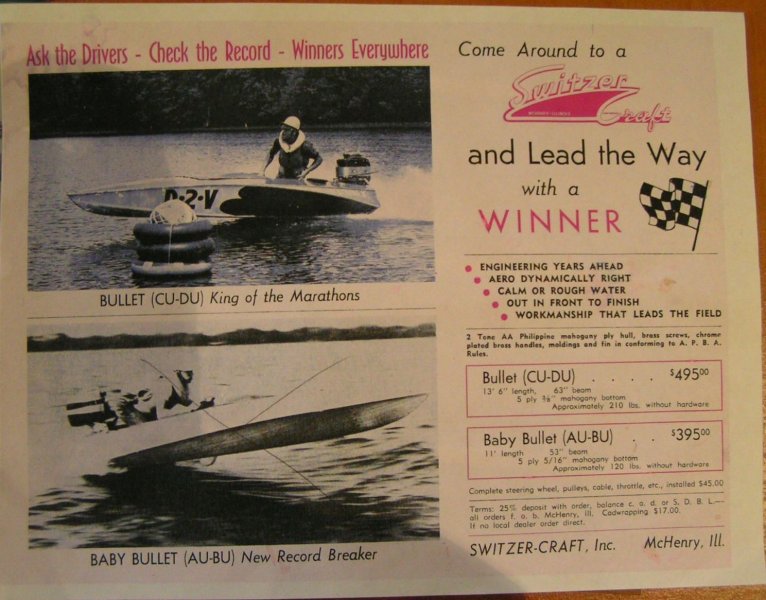 Ask the Drivers - Check the Record - Winners Everywhere
D-2-V
BULLET (CU-DU) King of the Marathons
BABY BULLET (AU-BU) New Record Breaker
Come Around to a
Switzer
McHENRY, ILLINOIS
Craft
and Lead the Way
with a
WINNER
ENGINEERING YEARS AHEAD
AERO DYNAMICALLY RIGHT
CALM OR ROUGH WATER
OUT IN FRONT TO FINISH
WORKMANSHIP THAT LEADS THE FIELD
2 Tone AA Philippine mahogany ply hull, brass screws, chrome
plated brass handles, moldings and fin in conforming to A. P. B. A.
Rules.
Bullet (CU-DU) . . . . $495.00
13' 6" length, 63" beam
5 ply 3/8" mahogany bottom
Approximately 210 lbs. without hardware
Baby Bullet (AU-BU) . . $395.00
11' length 53" beam
5 ply 5/16" mahogany bottom
Approximately 120 lbs. without hardware
Complete steering wheel, pulleys, cable, throttle, etc., installed $45.00
Terms: 25% deposit with order, balance c. o. d. or S. D. B. L.—
all orders f. o. b. McHenry, Ill. Cadwrapping $17.00.
If no local dealer order direct.
SWITZER-CRAFT, Inc. McHenry, Ill.